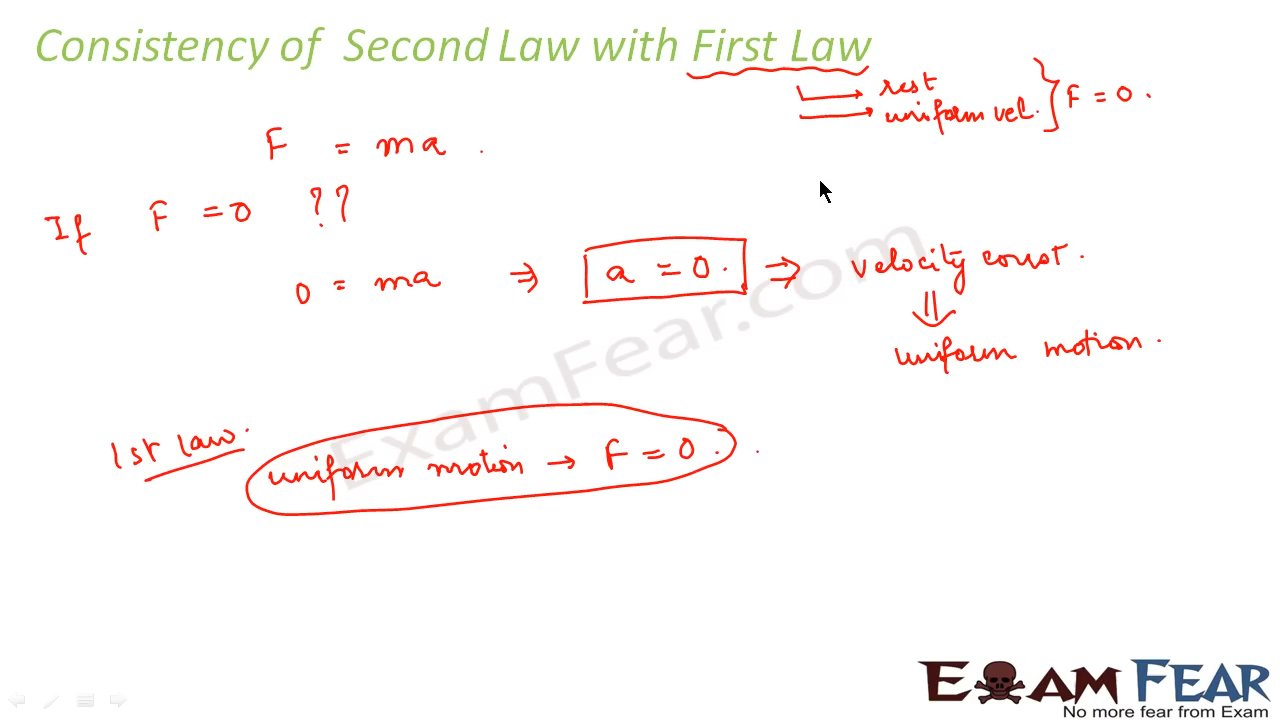 Consistency of Second Law with First Law
rest
uniform vel. } F = 0.
F = ma.
If F = 0 ??
0 = ma ⇒ a = 0. ⇒ velocity const.
⇓
uniform motion.
1st law.
uniform motion → F = 0.
ExamFear.com
EXAM FEAR
No more fear from Exam